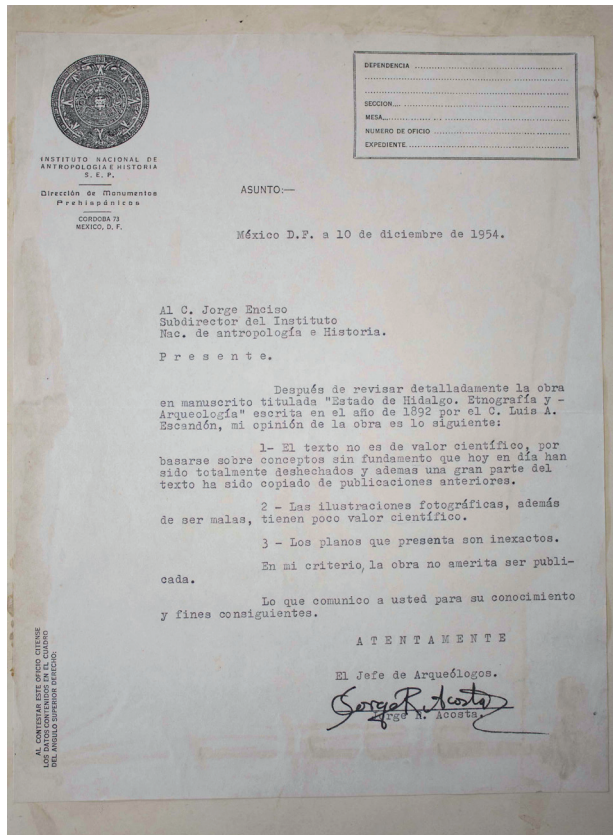 INSTITUTO NACIONAL DE
ANTROPOLOGIA E HISTORIA
S. E. P.
Dirección de Monumentos
Prehispánicos
CORDOBA 73
MEXICO, D. F.
DEPENDENCIA
SECCION
MESA
NUMERO DE OFICIO
EXPEDIENTE
ASUNTO:—
México D.F. a 10 de diciembre de 1954.
Al C. Jorge Enciso
Subdirector del Instituto
Nac. de antropología e Historia.
P r e s e n t e.
Después de revisar detalladamente la obra
en manuscrito titulada "Estado de Hidalgo. Etnografía y -
Arqueología" escrita en el año de 1892 por el C. Luis A.
Escandón, mi opinión de la obra es lo siguiente:
1- El texto no es de valor científico, por
basarse sobre conceptos sin fundamento que hoy en día han
sido totalmente deshechados y ademas una gran parte del
texto ha sido copiado de publicaciones anteriores.
2 - Las ilustraciones fotográficas, además
de ser malas, tienen poco valor científico.
3 - Los planos que presenta son inexactos.
En mi criterio, la obra no amerita ser publi-
cada.
Lo que comunico a usted para su conocimiento
y fines consiguientes.
A T E N T A M E N T E
El Jefe de Arqueólogos.
Jorge R. Acosta
Jorge R. Acosta.
AL CONTESTAR ESTE OFICIO CITENSE
LOS DATOS CONTENIDOS EN EL CUADRO
DEL ANGULO SUPERIOR DERECHO: